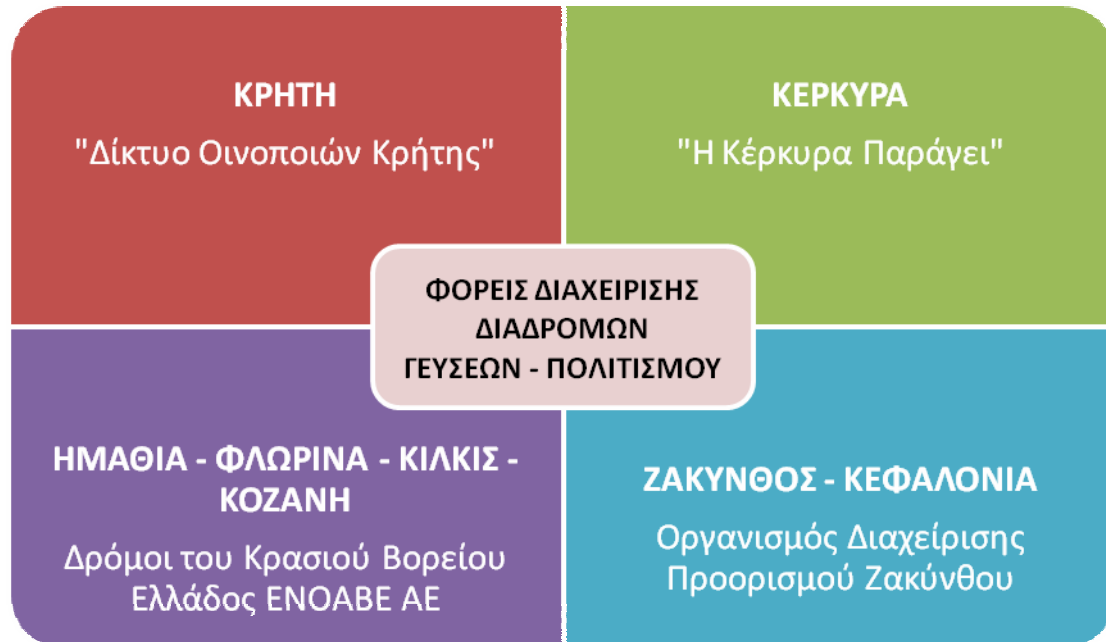 ΚΡΗΤΗ
"Δίκτυο Οινοποιών Κρήτης"
ΚΕΡΚΥΡΑ
"Η Κέρκυρα Παράγει"
ΦΟΡΕΙΣ ΔΙΑΧΕΙΡΙΣΗΣ
ΔΙΑΔΡΟΜΩΝ
ΓΕΥΣΕΩΝ - ΠΟΛΙΤΙΣΜΟΥ
ΗΜΑΘΙΑ - ΦΛΩΡΙΝΑ - ΚΙΛΚΙΣ -
ΚΟΖΑΝΗ
Δρόμοι του Κρασιού Βορείου
Ελλάδος ΕΝΟΑΒΕ ΑΕ
ΖΑΚΥΝΘΟΣ - ΚΕΦΑΛΟΝΙΑ
Οργανισμός Διαχείρισης
Προορισμού Ζακύνθου